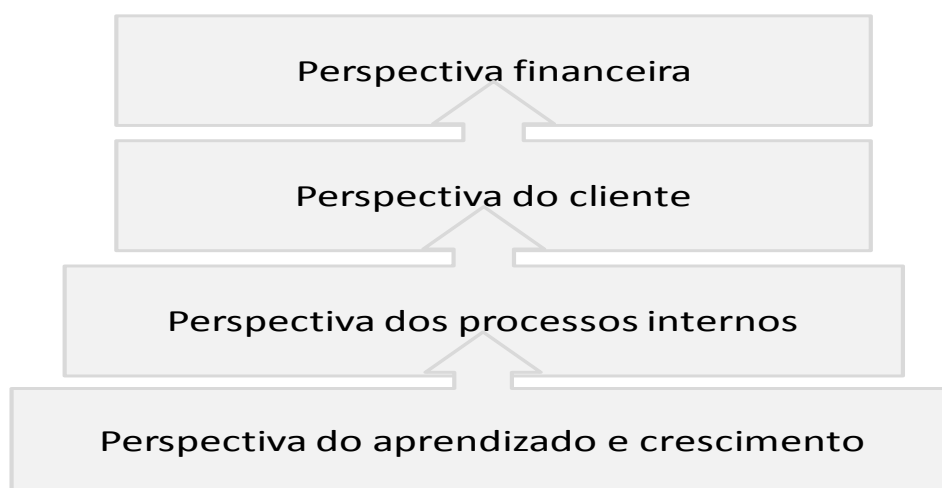 Perspectiva financeira
Perspectiva do cliente
Perspectiva dos processos internos
Perspectiva do aprendizado e crescimento